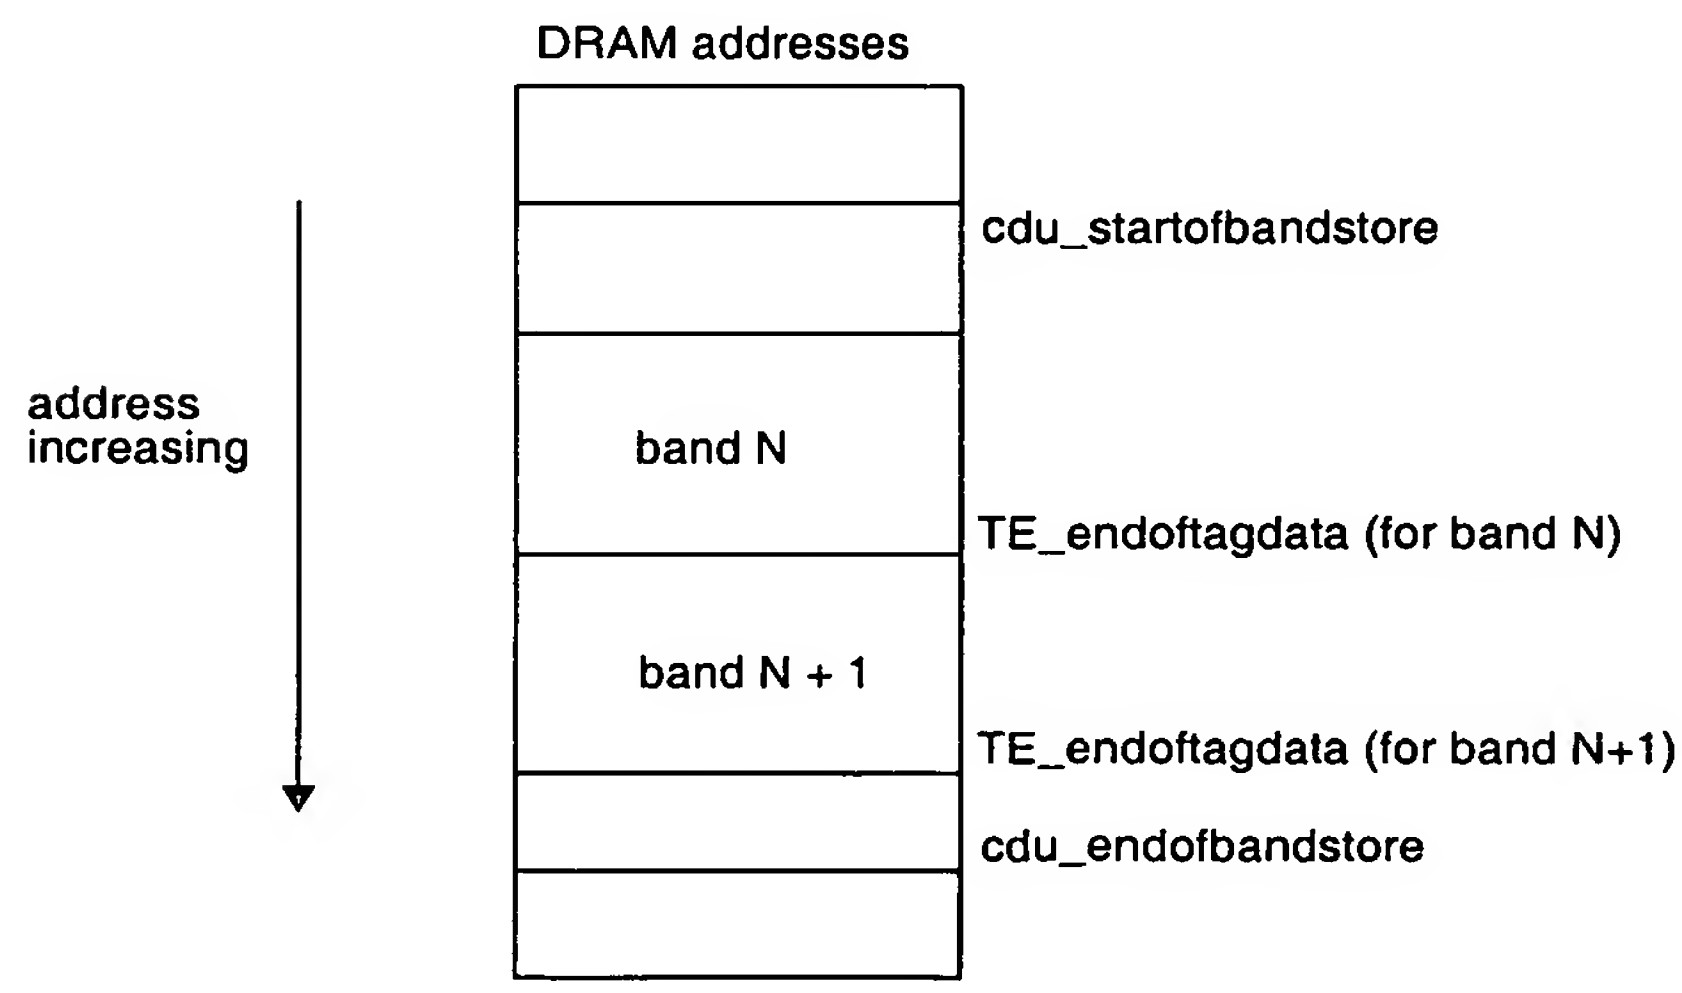 DRAM addresses
cdu_startofbandstore
address
increasing
band N
TE_endoftagdata (for band N)
band N + 1
TE_endoftagdata (for band N+1)
cdu_endofbandstore